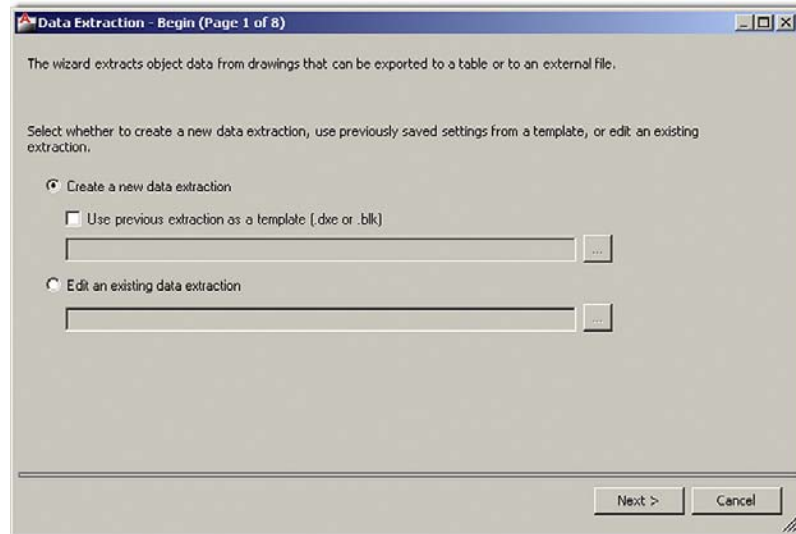 Data Extraction - Begin (Page 1 of 8)
The wizard extracts object data from drawings that can be exported to a table or to an external file.
Select whether to create a new data extraction, use previously saved settings from a template, or edit an existing
extraction.
Create a new data extraction
Use previous extraction as a template (.dxe or .blk)
...
Edit an existing data extraction
...
Next >
Cancel